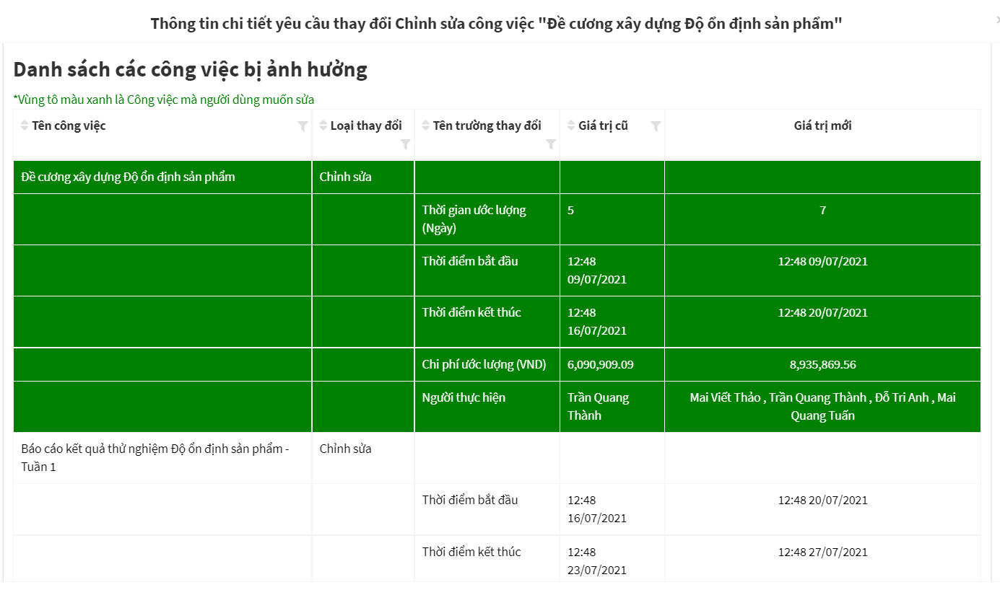 Thông tin chi tiết yêu cầu thay đổi Chỉnh sửa công việc "Đề cương xây dựng Độ ổn định sản phẩm"
Danh sách các công việc bị ảnh hưởng
*Vùng tô màu xanh là Công việc mà người dùng muốn sửa
Tên công việc Loại thay đổi Tên trường thay đổi Giá trị cũ Giá trị mới
Đề cương xây dựng Độ ổn định sản phẩm Chỉnh sửa
Thời gian ước lượng 5 7
(Ngày)
Thời điểm bắt đầu 12:48 12:48 09/07/2021
09/07/2021
Thời điểm kết thúc 12:48 12:48 20/07/2021
16/07/2021
Chi phí ước lượng (VND) 6,090,909.09 8,935,869.56
Người thực hiện Trần Quang Mai Viết Thảo , Trần Quang Thành , Đỗ Tri Anh , Mai
Thành Quang Tuấn
Báo cáo kết quả thử nghiệm Độ ổn định sản phẩm - Chỉnh sửa
Tuần 1
Thời điểm bắt đầu 12:48 12:48 20/07/2021
16/07/2021
Thời điểm kết thúc 12:48 12:48 27/07/2021
23/07/2021